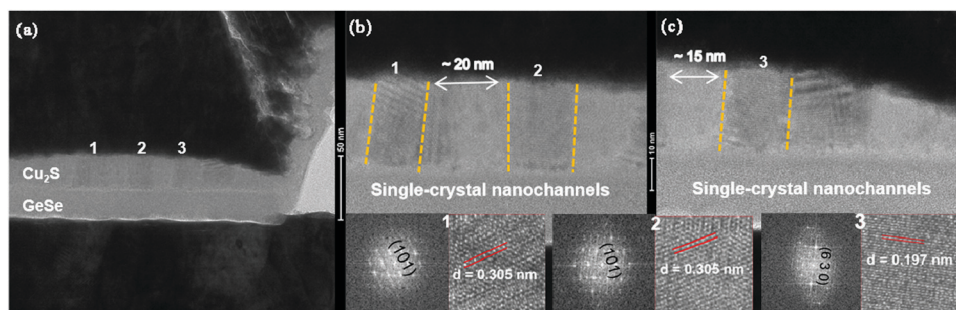 (a)
1 2 3
Cu₂S
GeSe
50 nm
(b)
1 ~ 20 nm 2
Single-crystal nanochannels
10 nm
(c)
~ 15 nm 3
Single-crystal nanochannels
(101)
1
d = 0.305 nm
(101)
2
d = 0.305 nm
(6 3 0)
3
d = 0.197 nm